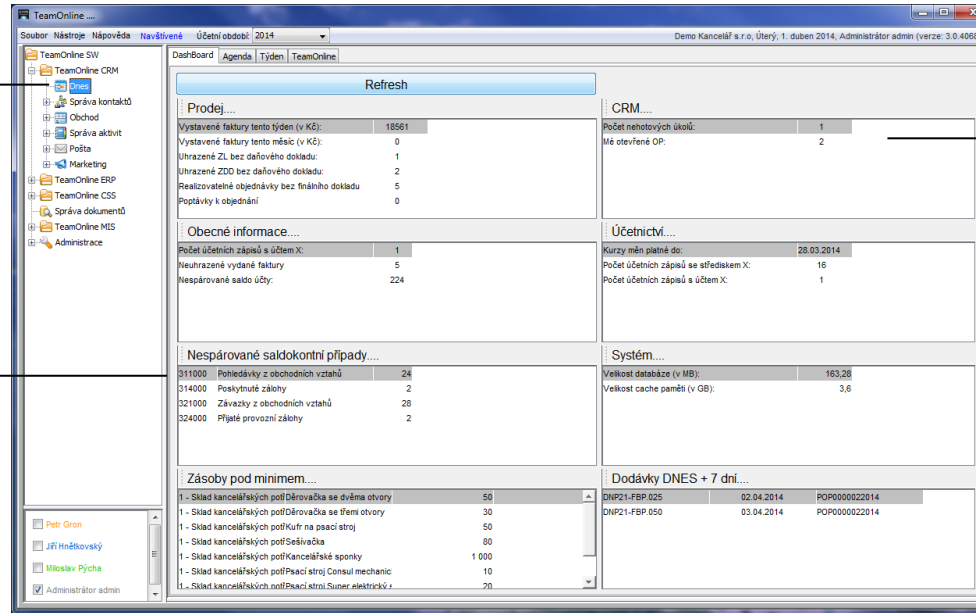 TeamOnline ....
Soubor Nástroje Nápověda Navštívené Účetní období: 2014
Demo Kancelář s.r.o, Úterý, 1. duben 2014, Administrátor admin (verze: 3.0.4068
TeamOnline SW
TeamOnline CRM
Dnes
Správa kontaktů
Obchod
Správa aktivit
Pošta
Marketing
TeamOnline ERP
TeamOnline CSS
Správa dokumentů
TeamOnline MIS
Administrace
Petr Gron
Jiří Hnětkovský
Miloslav Pýcha
Administrátor admin
DashBoard Agenda Týden TeamOnline
Refresh
Prodej....
Vystavené faktury tento týden (v Kč): 18561
Vystavené faktury tento měsíc (v Kč): 0
Uhrazené ZL bez daňového dokladu: 1
Uhrazené ZDD bez daňového dokladu: 2
Realizovatelné objednávky bez finálního dokladu 5
Poptávky k objednání 0
CRM....
Počet nehotových úkolů: 1
Mé otevřené OP: 2
Obecné informace....
Počet účetních zápisů s účtem X: 1
Neuhrazené vydané faktury 5
Nespárované saldo účty: 224
Účetnictví....
Kurzy měn platné do: 28.03.2014
Počet účetních zápisů se střediskem X: 16
Počet účetních zápisů s účtem X: 1
Nespárované saldokontní případy....
311000 Pohledávky z obchodních vztahů 24
314000 Poskytnuté zálohy 2
321000 Závazky z obchodních vztahů 28
324000 Přijaté provozní zálohy 2
Systém....
Velikost databáze (v MB): 163,28
Velikost cache paměti (v GB): 3,6
Zásoby pod minimem....
1 - Sklad kancelářských potř Děrovačka se dvěma otvory 50
1 - Sklad kancelářských potř Děrovačka se třemi otvory 30
1 - Sklad kancelářských potř Kufr na psací stroj 50
1 - Sklad kancelářských potř Sešívačka 80
1 - Sklad kancelářských potř Kancelářské sponky 1 000
1 - Sklad kancelářských potř Psací stroj Consul mechanic 10
1 - Sklad kancelářských potř Psací stroj Super elektrický 20
Dodávky DNES + 7 dní....
DNP21-FBP.025 02.04.2014 POP0000022014
DNP21-FBP.050 03.04.2014 POP0000022014